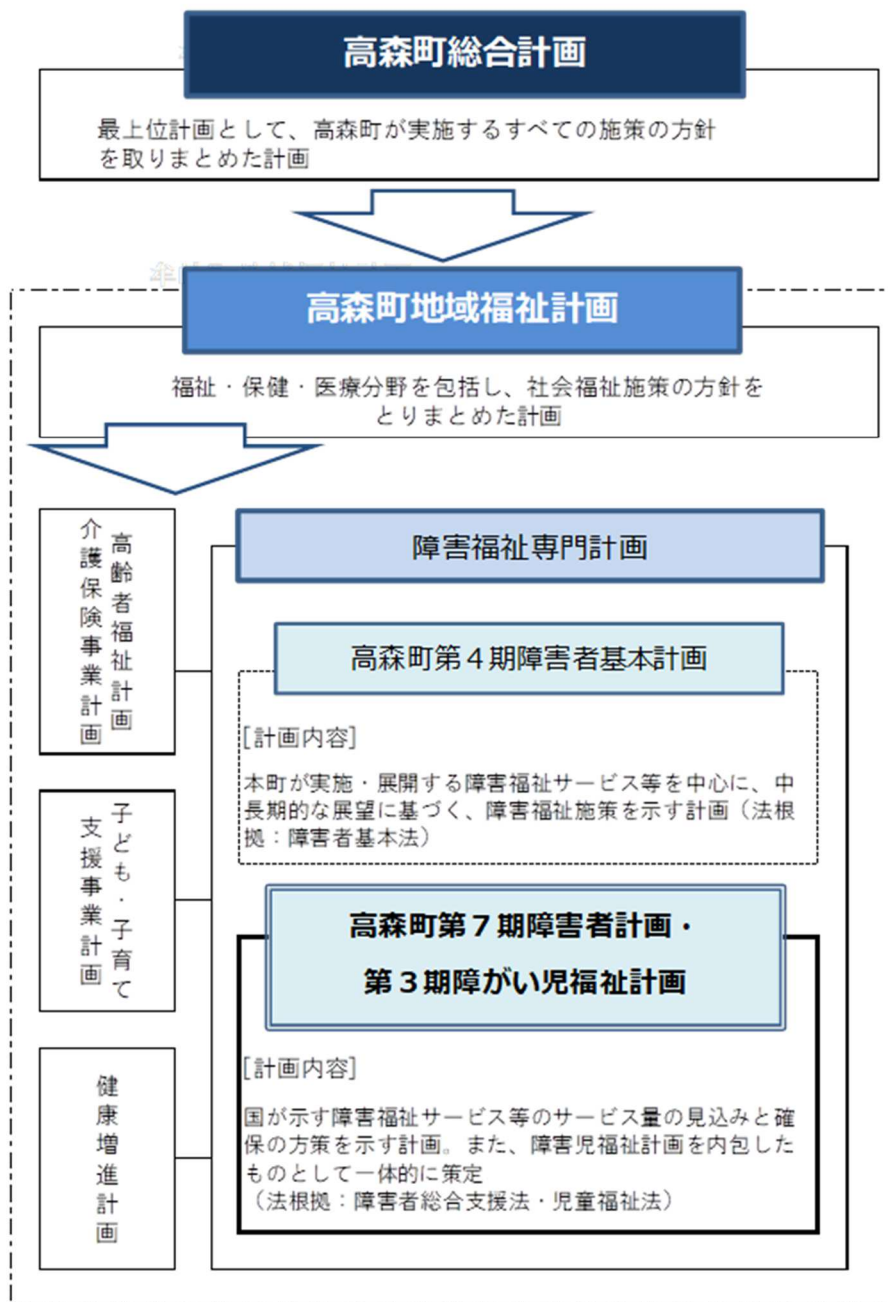 高森町総合計画
最上位計画として、高森町が実施するすべての施策の方針
を取りまとめた計画
高森町地域福祉計画
福祉・保健・医療分野を包括し、社会福祉施策の方針を
とりまとめた計画
高齢者福祉計画
介護保険事業計画
子ども・子育て
支援事業計画
健康増進計画
障害福祉専門計画
高森町第４期障害者基本計画
[計画内容]
本町が実施・展開する障害福祉サービス等を中心に、中
長期的な展望に基づく、障害福祉施策を示す計画（法根
拠：障害者基本法）
高森町第７期障害者計画・
第３期障がい児福祉計画
[計画内容]
国が示す障害福祉サービス等のサービス量の見込みと確
保の方策を示す計画。また、障害児福祉計画を内包した
ものとして一体的に策定
（法根拠：障害者総合支援法・児童福祉法）